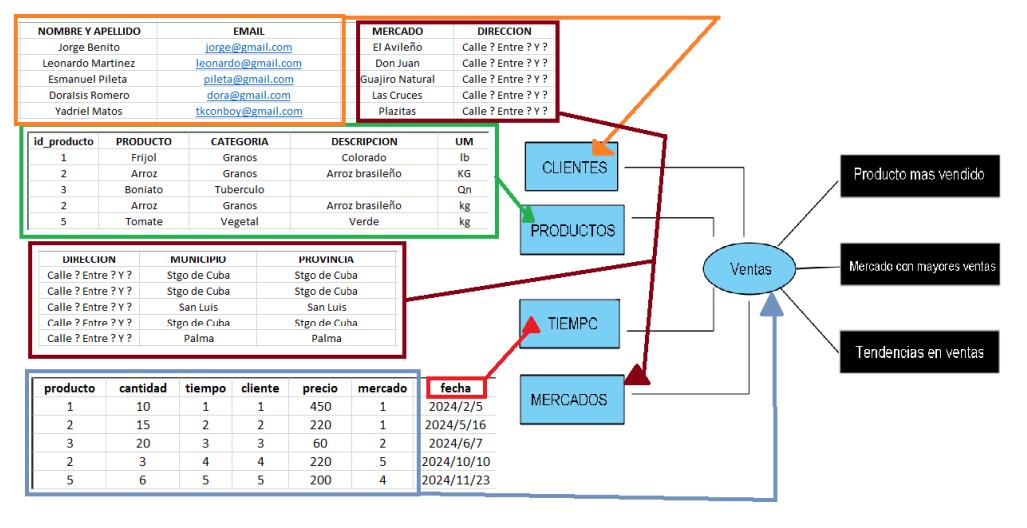 NOMBRE Y APELLIDO EMAIL
Jorge Benito jorge@gmail.com
Leonardo Martinez leonardo@gmail.com
Esmanuel Pileta pileta@gmail.com
Doralsis Romero dora@gmail.com
Yadriel Matos tkconboy@gmail.com
MERCADO DIRECCION
El Avileño Calle ? Entre ? Y ?
Don Juan Calle ? Entre ? Y ?
Guajiro Natural Calle ? Entre ? Y ?
Las Cruces Calle ? Entre ? Y ?
Plazitas Calle ? Entre ? Y ?
id_producto PRODUCTO CATEGORIA DESCRIPCION UM
1 Frijol Granos Colorado lb
2 Arroz Granos Arroz brasileño KG
3 Boniato Tuberculo Qn
2 Arroz Granos Arroz brasileño kg
5 Tomate Vegetal Verde kg
DIRECCION MUNICIPIO PROVINCIA
Calle ? Entre ? Y ? Stgo de Cuba Stgo de Cuba
Calle ? Entre ? Y ? Stgo de Cuba Stgo de Cuba
Calle ? Entre ? Y ? San Luis San Luis
Calle ? Entre ? Y ? Stgo de Cuba Stgo de Cuba
Calle ? Entre ? Y ? Palma Palma
producto cantidad tiempo cliente precio mercado fecha
1 10 1 1 450 1 2024/2/5
2 15 2 2 220 1 2024/5/16
3 20 3 3 60 2 2024/6/7
2 3 4 4 220 5 2024/10/10
5 6 5 5 200 4 2024/11/23
CLIENTES
PRODUCTOS
TIEMPO
MERCADOS
Ventas
Producto mas vendido
Mercado con mayores ventas
Tendencias en ventas